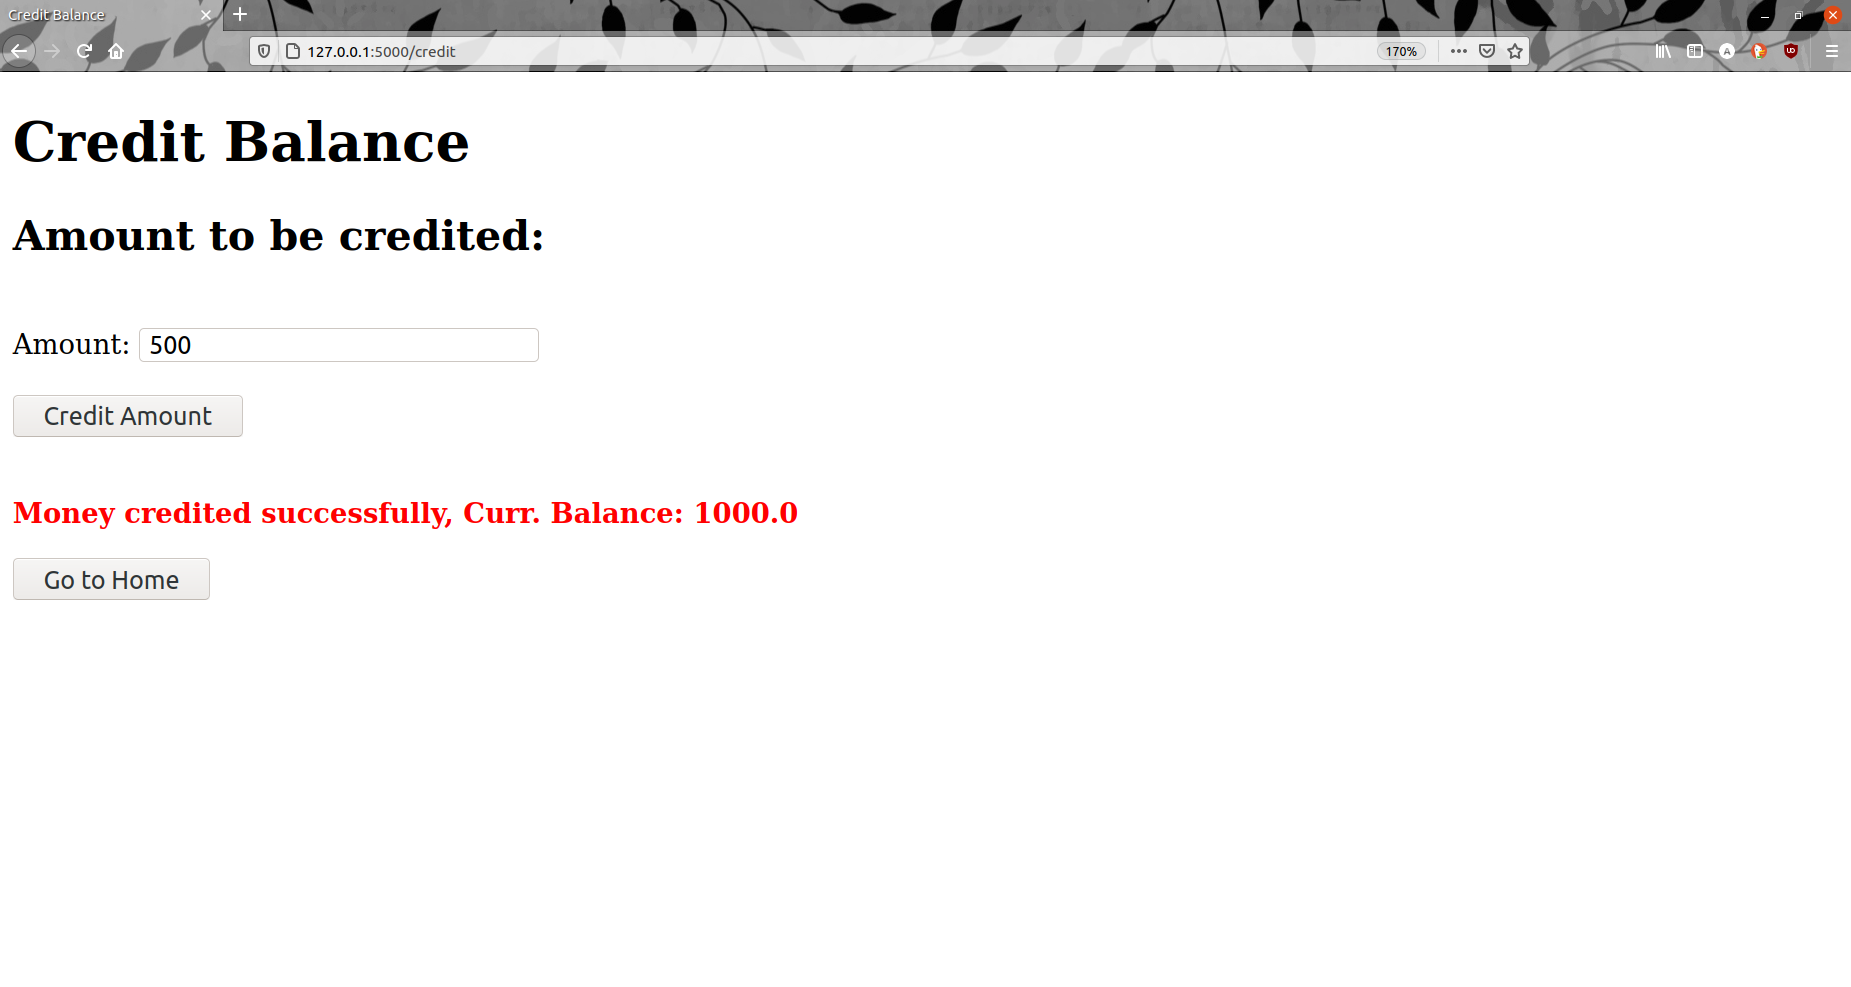 Credit Balance
127.0.0.1:5000/credit
170%
Credit Balance
Amount to be credited:
Amount: 500
Credit Amount
Money credited successfully, Curr. Balance: 1000.0
Go to Home